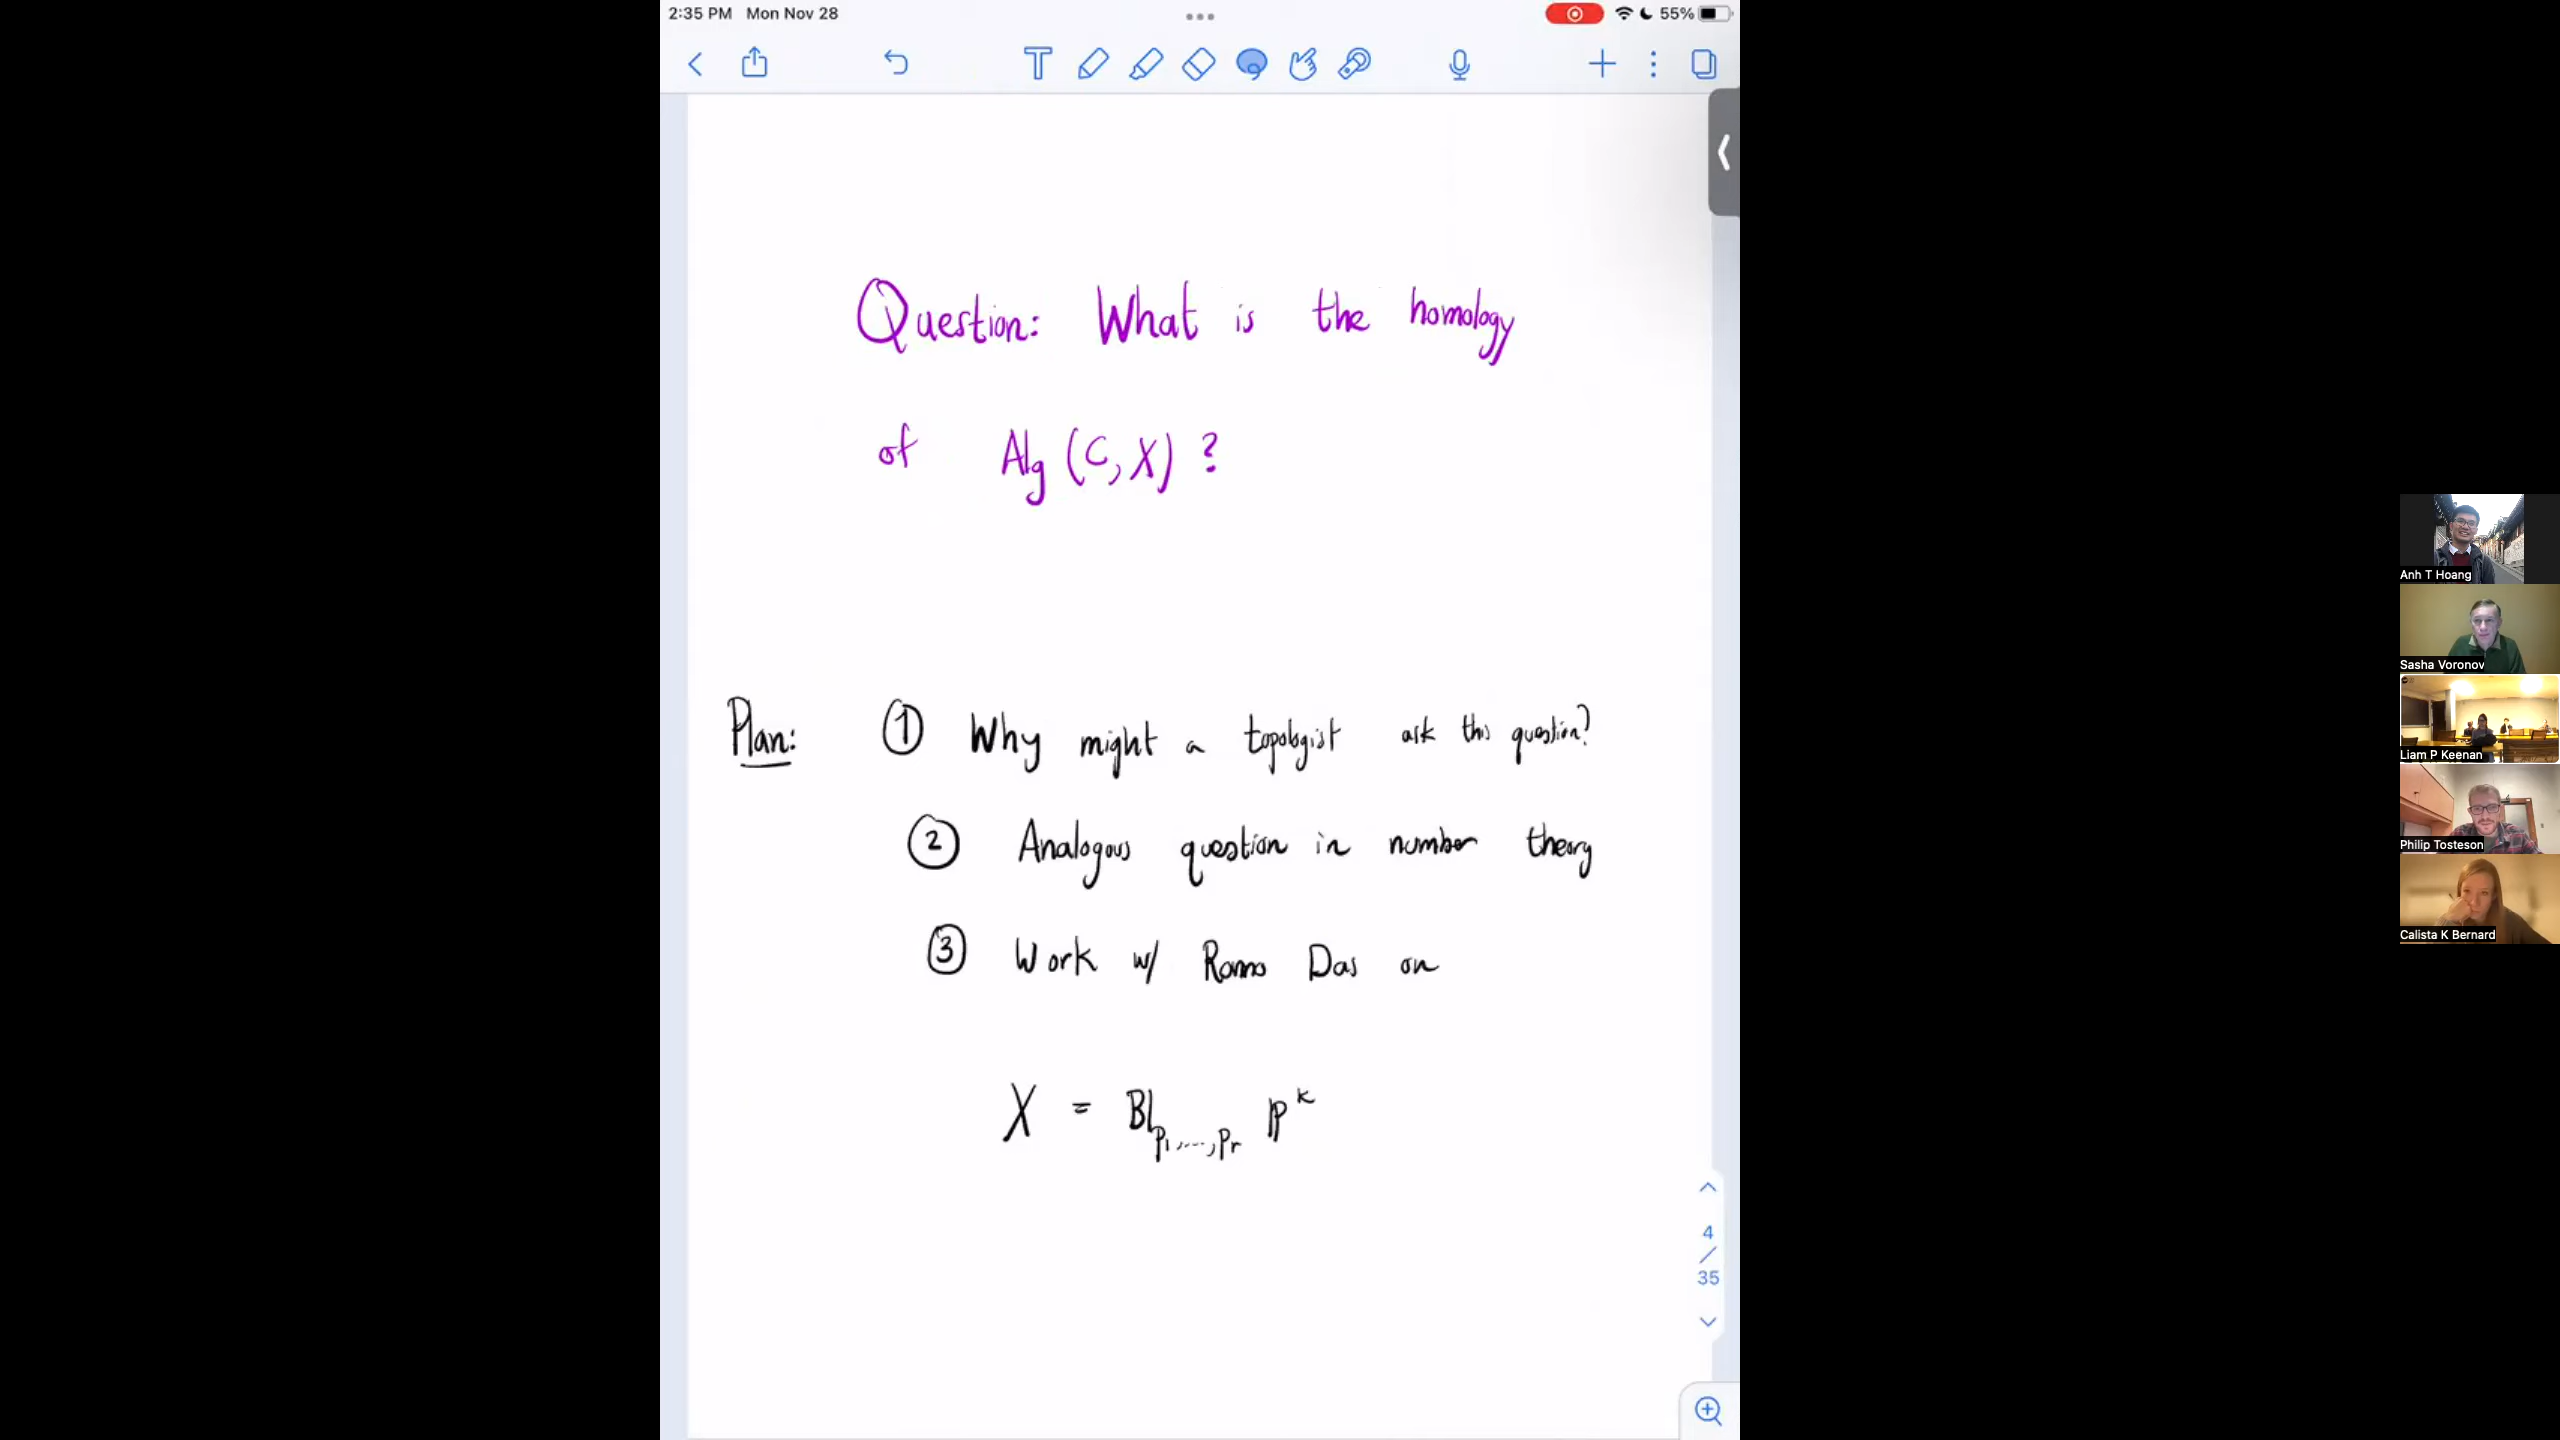 2:35 PM Mon Nov 28
55%
Question: What is the homology
of Alg (C, X) ?
Plan: ① Why might a topologist ask this question?
② Analogous question in number theory
③ Work w/ Ronno Das on
X = Bl_{p₁,....,pᵣ} ℙᵏ
4
/
35
Anh T Hoang
Sasha Voronov
Liam P Keenan
Philip Tosteson
Calista K Bernard